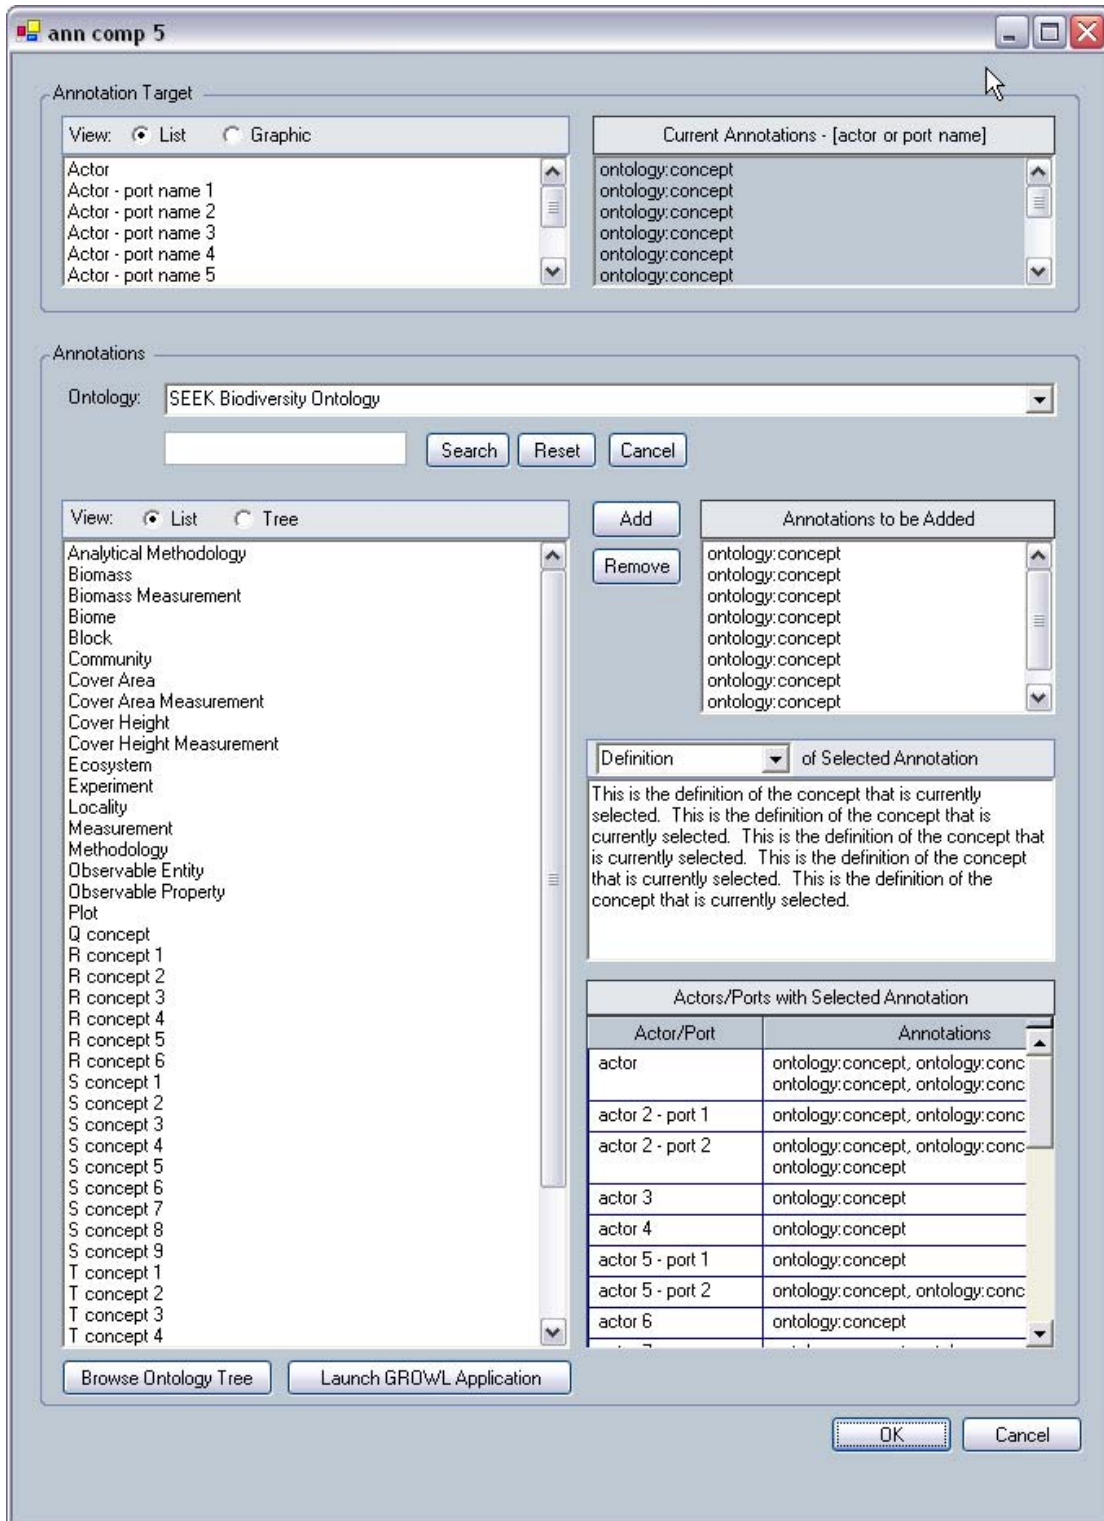 ann comp 5
Annotation Target
View: List Graphic
Actor
Actor - port name 1
Actor - port name 2
Actor - port name 3
Actor - port name 4
Actor - port name 5
Current Annotations - [actor or port name]
ontology:concept
ontology:concept
ontology:concept
ontology:concept
ontology:concept
ontology:concept
Annotations
Ontology: SEEK Biodiversity Ontology
Search Reset Cancel
View: List Tree
Analytical Methodology
Biomass
Biomass Measurement
Biome
Block
Community
Cover Area
Cover Area Measurement
Cover Height
Cover Height Measurement
Ecosystem
Experiment
Locality
Measurement
Methodology
Observable Entity
Observable Property
Plot
Q concept
R concept 1
R concept 2
R concept 3
R concept 4
R concept 5
R concept 6
S concept 1
S concept 2
S concept 3
S concept 4
S concept 5
S concept 6
S concept 7
S concept 8
S concept 9
T concept 1
T concept 2
T concept 3
T concept 4
Add
Remove
Annotations to be Added
ontology:concept
ontology:concept
ontology:concept
ontology:concept
ontology:concept
ontology:concept
ontology:concept
ontology:concept
Definition of Selected Annotation
This is the definition of the concept that is currently
selected. This is the definition of the concept that is
currently selected. This is the definition of the concept that
is currently selected. This is the definition of the concept
that is currently selected. This is the definition of the
concept that is currently selected.
Actors/Ports with Selected Annotation
Actor/Port Annotations
actor ontology:concept, ontology:conc
ontology:concept, ontology:conc
actor 2 - port 1 ontology:concept, ontology:conc
actor 2 - port 2 ontology:concept, ontology:conc
ontology:concept
actor 3 ontology:concept
actor 4 ontology:concept
actor 5 - port 1 ontology:concept
actor 5 - port 2 ontology:concept, ontology:conc
actor 6 ontology:concept
Browse Ontology Tree Launch GROWL Application
OK Cancel